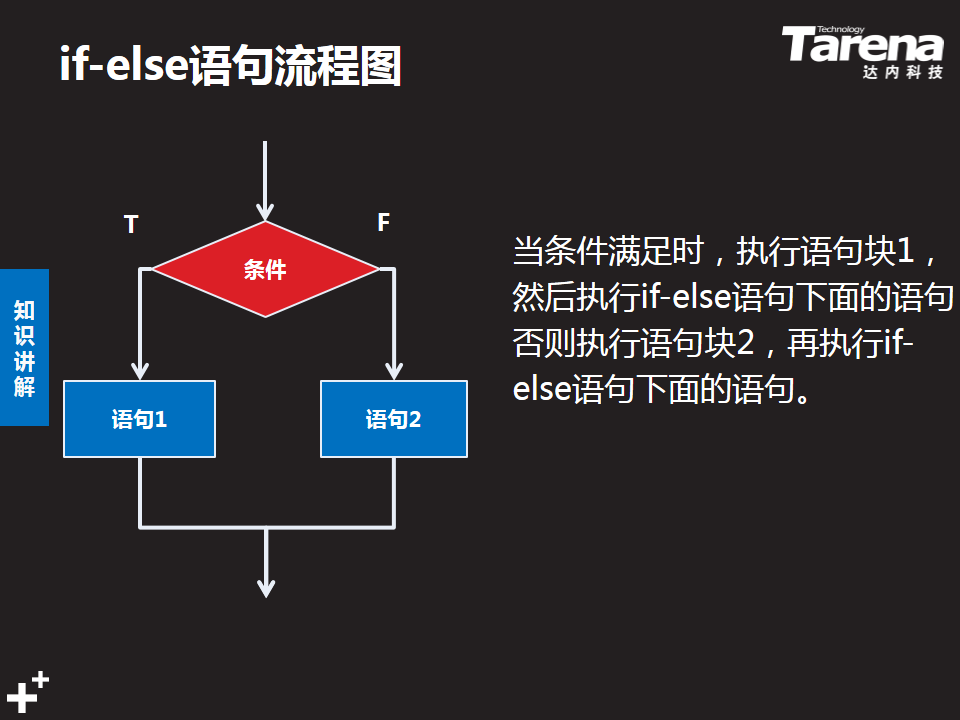 if-else语句流程图
Technology
Tarena
达内科技
T
F
条件
知
识
讲
解
语句1
语句2
当条件满足时，执行语句块1，
然后执行if-else语句下面的语句
否则执行语句块2，再执行if-
else语句下面的语句。